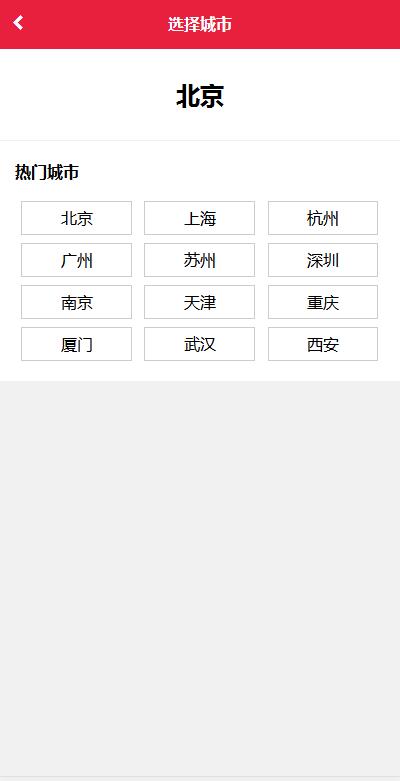 选择城市
北京
热门城市
北京 上海 杭州
广州 苏州 深圳
南京 天津 重庆
厦门 武汉 西安